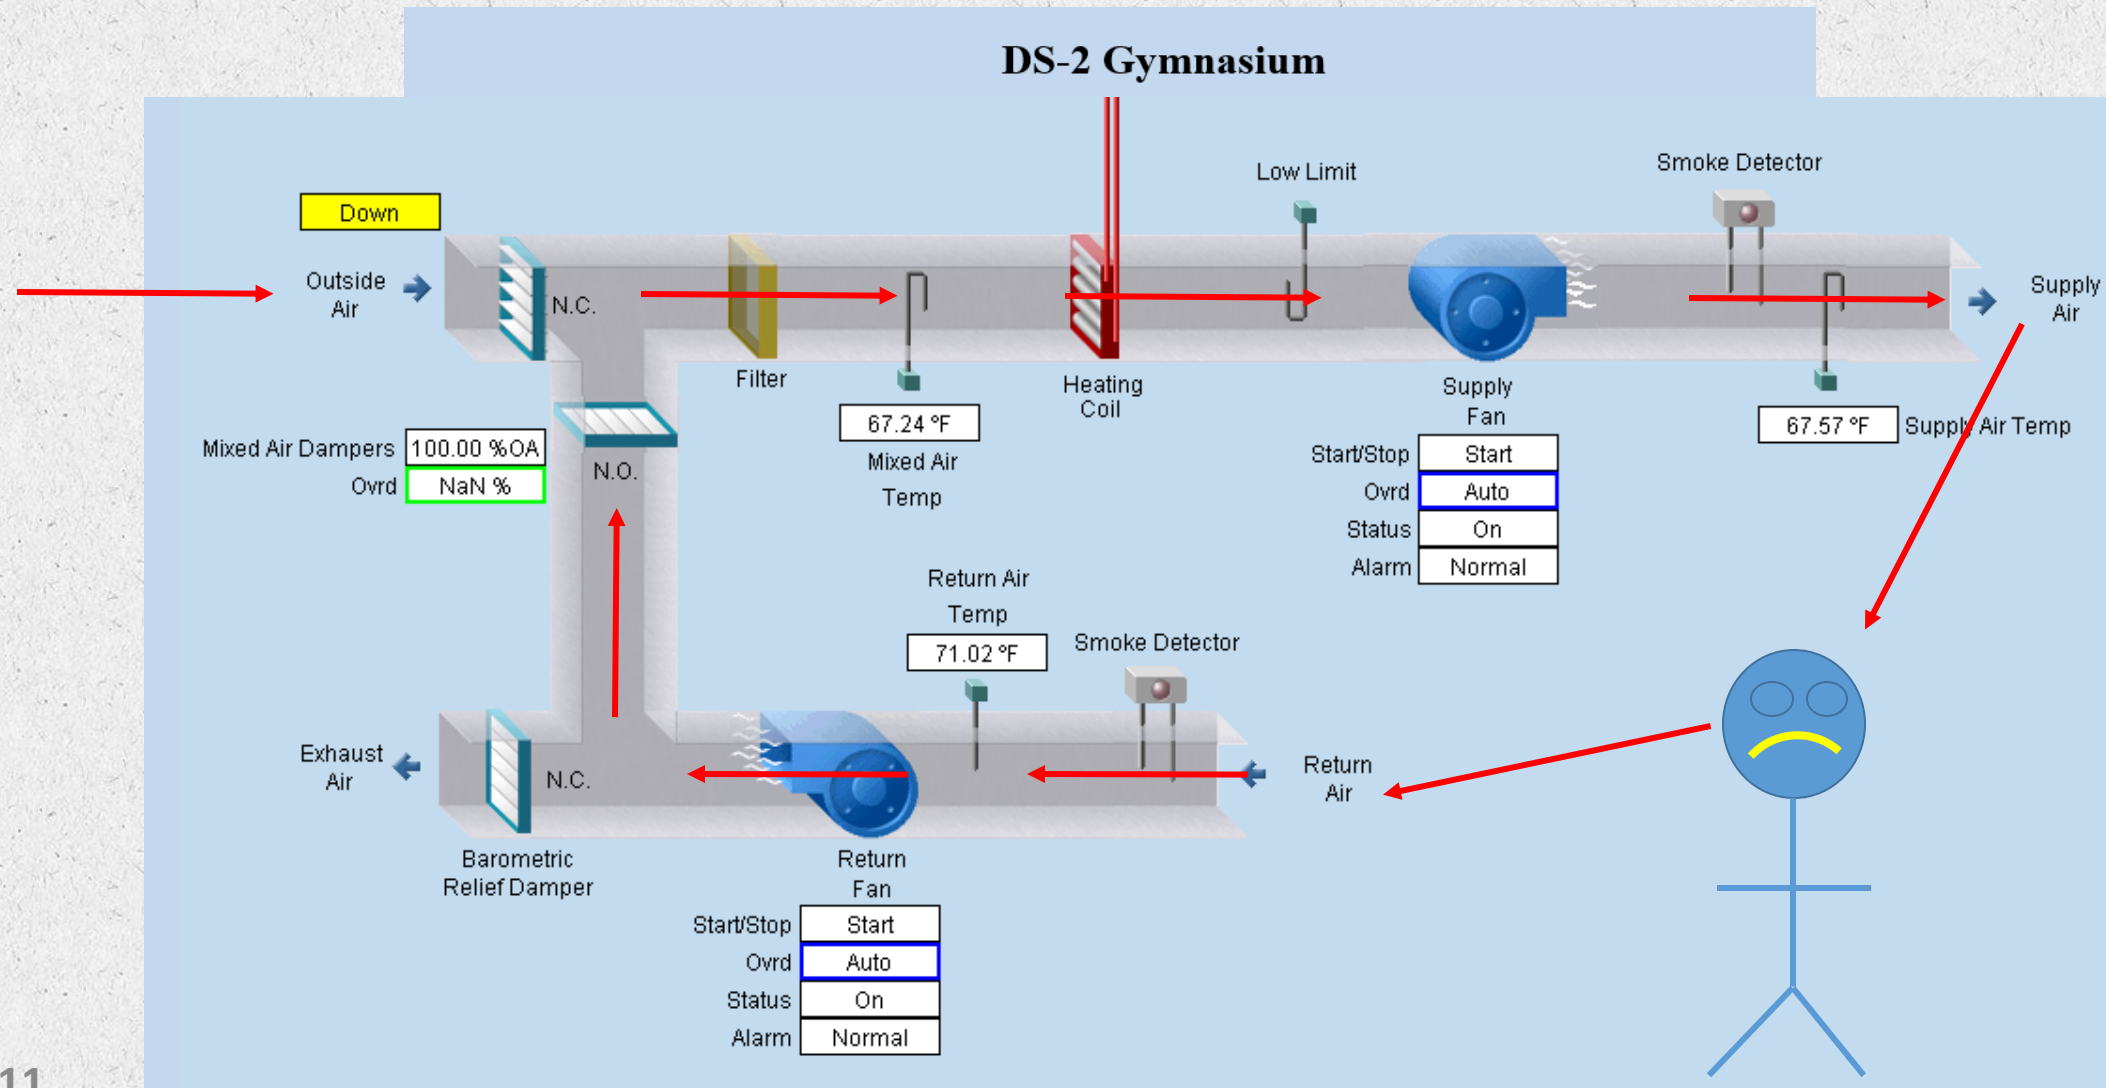 DS-2 Gymnasium
Low Limit
Smoke Detector
Down
Outside
Air
N.C.
Supply
Air
Filter
Heating
Coil
Supply
Fan
67.24 ºF
Mixed Air
Temp
67.57 ºF Supply Air Temp
Mixed Air Dampers 100.00 %OA
Ovrd NaN %
N.O.
Start/Stop Start
Ovrd Auto
Status On
Alarm Normal
Return Air
Temp
71.02 ºF
Smoke Detector
Exhaust
Air
N.C.
Return
Air
Barometric
Relief Damper
Return
Fan
Start/Stop Start
Ovrd Auto
Status On
Alarm Normal
11